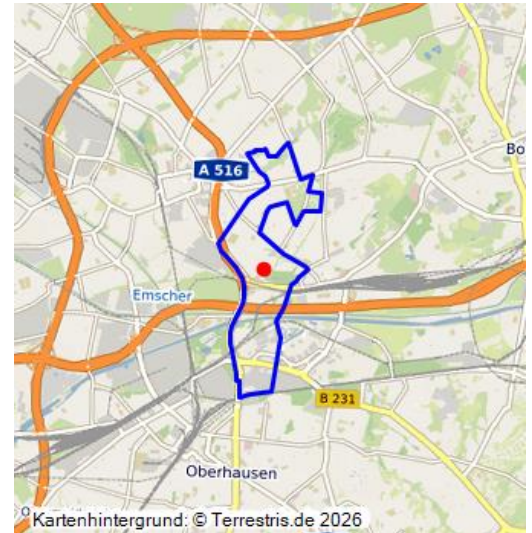 A 516
Bo
Emscher
B 231
Oberhausen
Kartenhintergrund: © Terrestris.de 2026